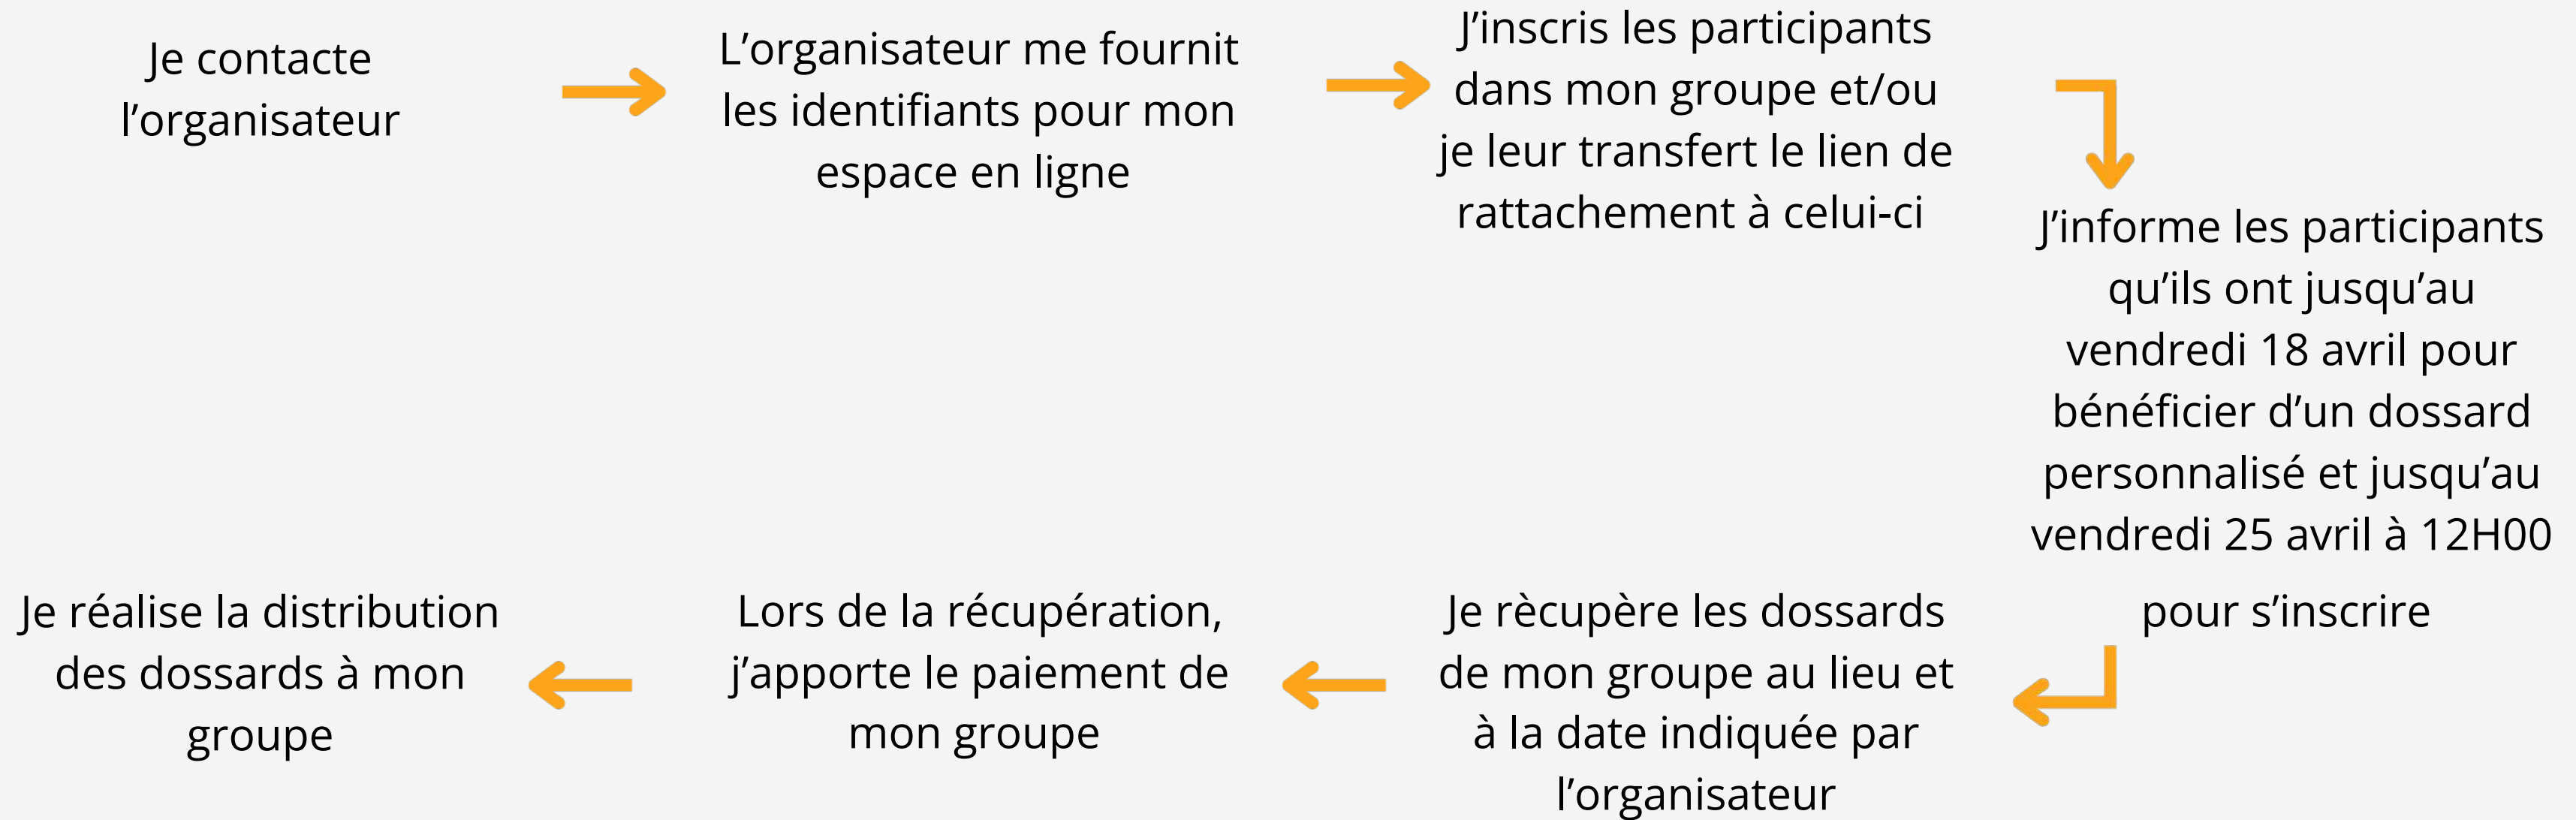 Je contacte
l’organisateur
L’organisateur me fournit
les identifiants pour mon
espace en ligne
J’inscris les participants
dans mon groupe et/ou
je leur transfert le lien de
rattachement à celui-ci
J’informe les participants
qu’ils ont jusqu’au
vendredi 18 avril pour
bénéficier d’un dossard
personnalisé et jusqu’au
vendredi 25 avril à 12H00
pour s’inscrire
Je rècupère les dossards
de mon groupe au lieu et
à la date indiquée par
l’organisateur
Lors de la récupération,
j’apporte le paiement de
mon groupe
Je réalise la distribution
des dossards à mon
groupe